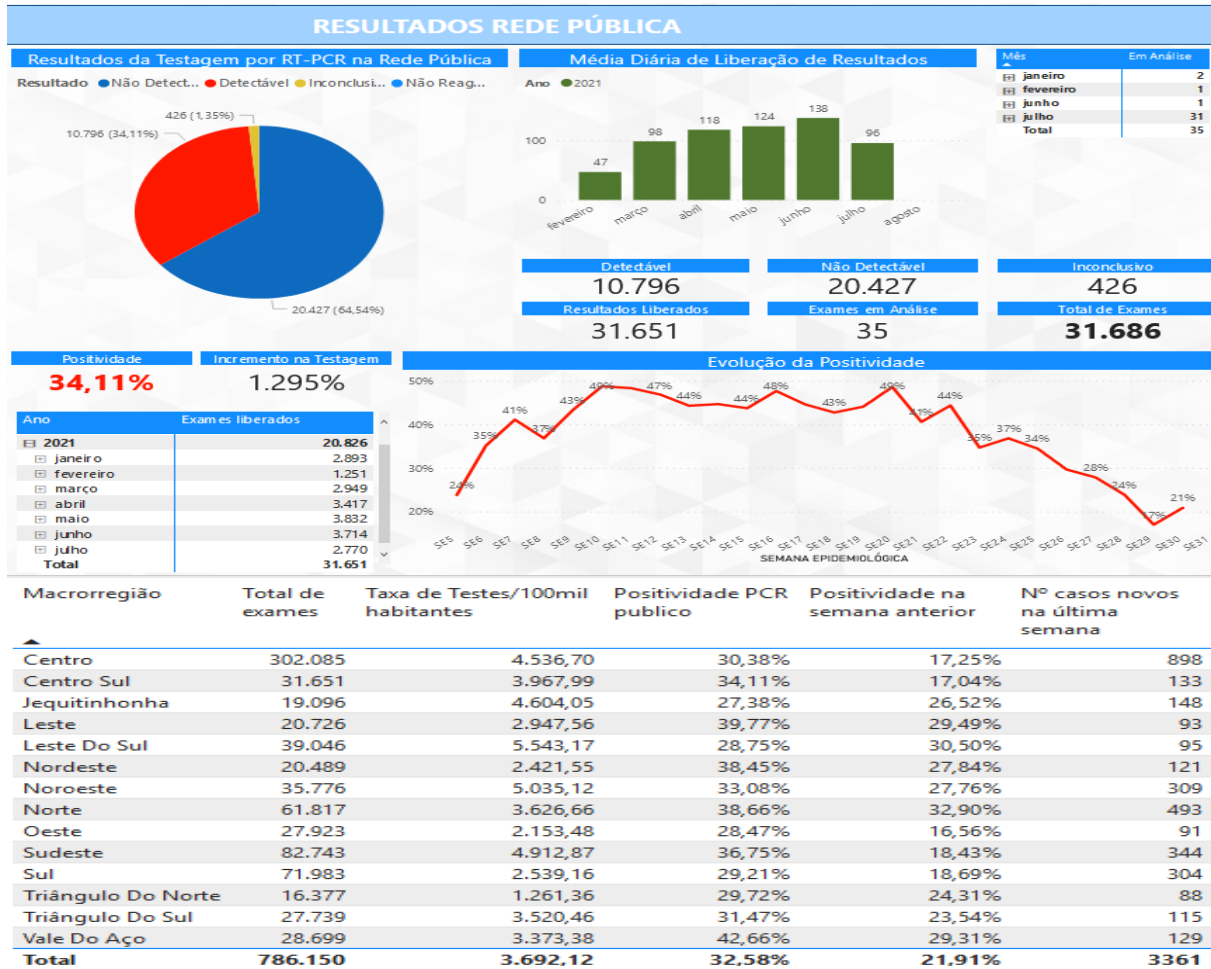 RESULTADOS REDE PÚBLICA
Resultados da Testagem por RT-PCR na Rede Pública
Resultado Não Detect... Detectável Inconclusi... Não Reag...
426 (1,35%)
10.796 (34,11%)
20.427 (64,54%)
Média Diária de Liberação de Resultados
Ano 2021
100
0
47
98
118
124
138
96
fevereiro
março
abril
maio
junho
julho
agosto
Mês Em Análise
janeiro 2
fevereiro 1
junho 1
julho 31
Total 35
Detectável Não Detectável Inconclusivo
10.796 20.427 426
Resultados Liberados Exames em Análise Total de Exames
31.651 35 31.686
Positividade Incremento na Testagem
34,11% 1.295%
Ano Exames liberados
2021 20.826
janeiro 2.893
fevereiro 1.251
março 2.949
abril 3.417
maio 3.832
junho 3.714
julho 2.770
Total 31.651
Evolução da Positividade
50%
40%
30%
20%
24%
35%
41%
37%
43%
49%
47%
44%
44%
48%
43%
49%
41%
44%
35%
37%
34%
28%
24%
17%
21%
SE5 SE6 SE7 SE8 SE9 SE10 SE11 SE12 SE13 SE14 SE15 SE16 SE17 SE18 SE19 SE20 SE21 SE22 SE23 SE24 SE25 SE26 SE27 SE28 SE29 SE30 SE31
SEMANA EPIDEMIOLÓGICA
Macrorregião Total de exames Taxa de Testes/100mil habitantes Positividade PCR publico Positividade na semana anterior Nº casos novos na última semana
Centro 302.085 4.536,70 30,38% 17,25% 898
Centro Sul 31.651 3.967,99 34,11% 17,04% 133
Jequitinhonha 19.096 4.604,05 27,38% 26,52% 148
Leste 20.726 2.947,56 39,77% 29,49% 93
Leste Do Sul 39.046 5.543,17 28,75% 30,50% 95
Nordeste 20.489 2.421,55 38,45% 27,84% 121
Noroeste 35.776 5.035,12 33,08% 27,76% 309
Norte 61.817 3.626,66 38,66% 32,90% 493
Oeste 27.923 2.153,48 28,47% 16,56% 91
Sudeste 82.743 4.912,87 36,75% 18,43% 344
Sul 71.983 2.539,16 29,21% 18,69% 304
Triângulo Do Norte 16.377 1.261,36 29,72% 24,31% 88
Triângulo Do Sul 27.739 3.520,46 31,47% 23,54% 115
Vale Do Aço 28.699 3.373,38 42,66% 29,31% 129
Total 786.150 3.692,12 32,58% 21,91% 3361